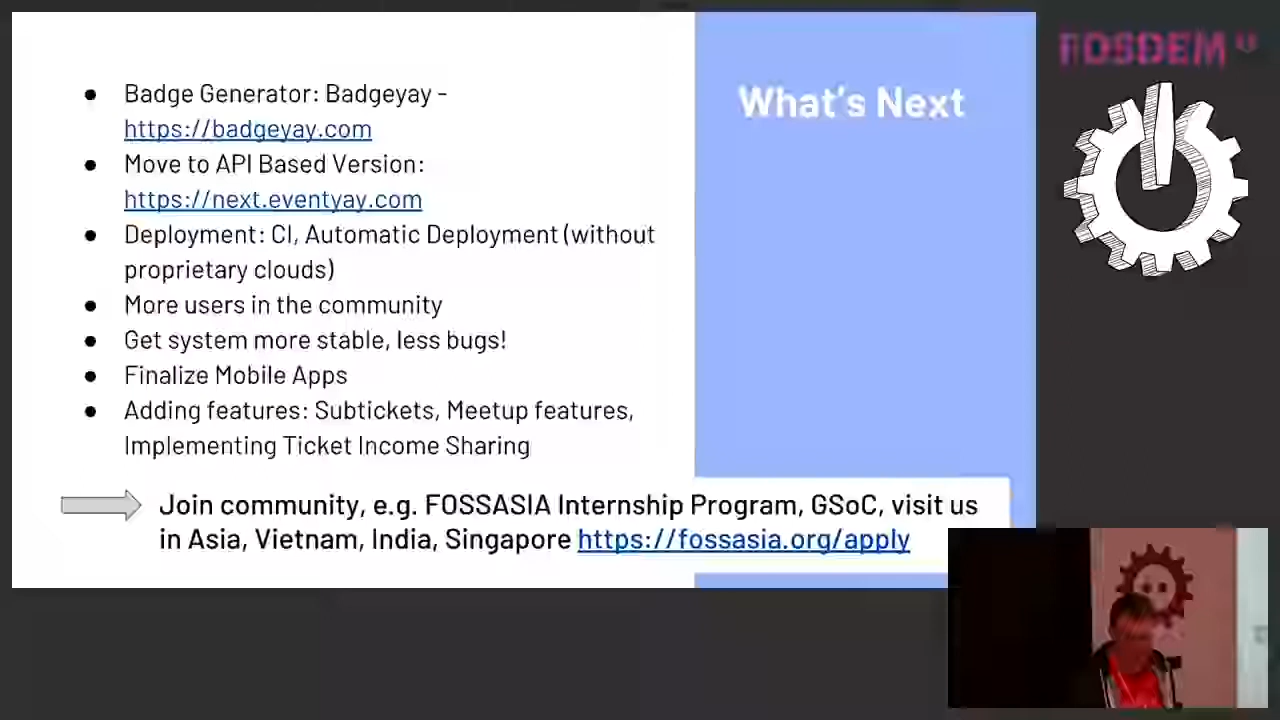 What's Next
● Badge Generator: Badgeyay -
https://badgeyay.com
● Move to API Based Version:
https://next.eventyay.com
● Deployment: CI, Automatic Deployment (without
proprietary clouds)
● More users in the community
● Get system more stable, less bugs!
● Finalize Mobile Apps
● Adding features: Subtickets, Meetup features,
Implementing Ticket Income Sharing
Join community, e.g. FOSSASIA Internship Program, GSoC, visit us
in Asia, Vietnam, India, Singapore https://fossasia.org/apply
FOSDEM